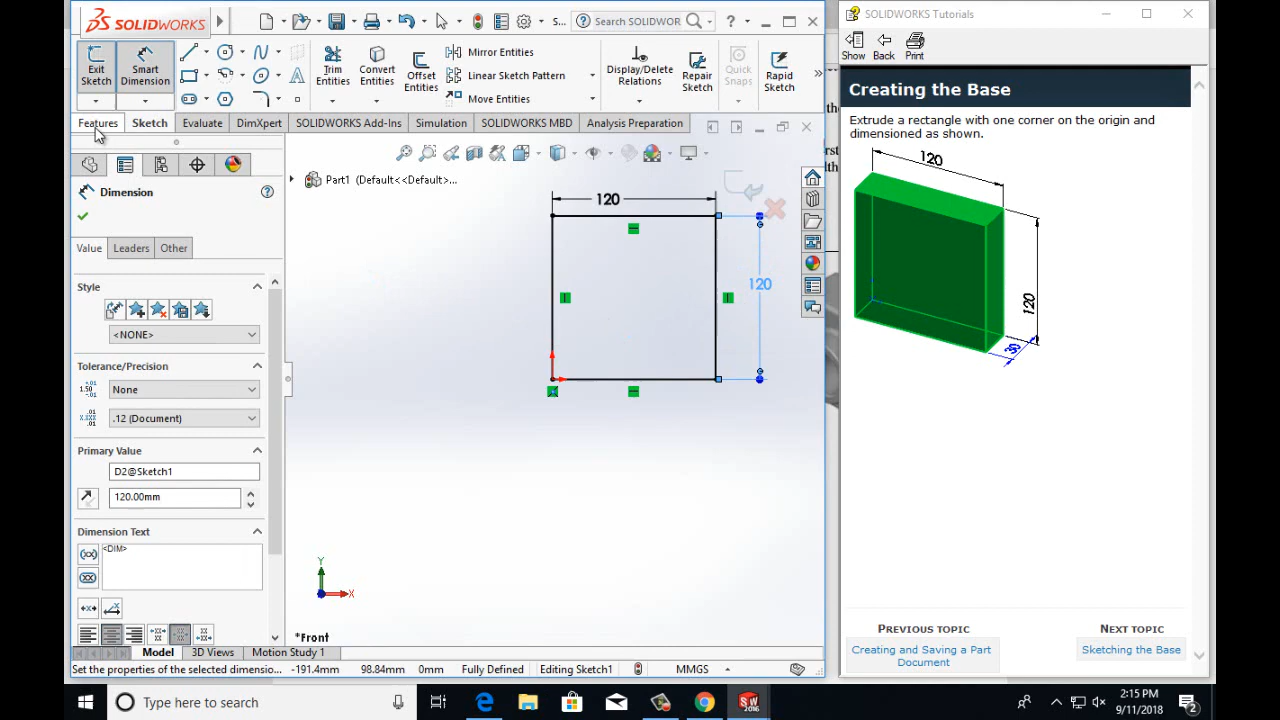 SOLIDWORKS
S...
Search SOLIDWOR
?
SOLIDWORKS Tutorials
Exit Sketch
Smart Dimension
Trim Entities
Convert Entities
Offset Entities
Mirror Entities
Linear Sketch Pattern
Move Entities
Display/Delete Relations
Repair Sketch
Quick Snaps
Rapid Sketch
»
Show
Back
Print
Features
Sketch
Evaluate
DimXpert
SOLIDWORKS Add-Ins
Simulation
SOLIDWORKS MBD
Analysis Preparation
Creating the Base
Extrude a rectangle with one corner on the origin and
dimensioned as shown.
120
120
30
Part1 (Default<<Default>...
Dimension
?
Value
Leaders
Other
Style
<NONE>
Tolerance/Precision
None
.12 (Document)
Primary Value
D2@Sketch1
120.00mm
Dimension Text
<DIM>
120
120
Y
X
*Front
Model
3D Views
Motion Study 1
Set the properties of the selected dimensio...
-191.4mm
98.84mm
0mm
Fully Defined
Editing Sketch1
MMGS
PREVIOUS TOPIC
Creating and Saving a Part
Document
NEXT TOPIC
Sketching the Base
Type here to search
SW
2016
2:15 PM
9/11/2018
2